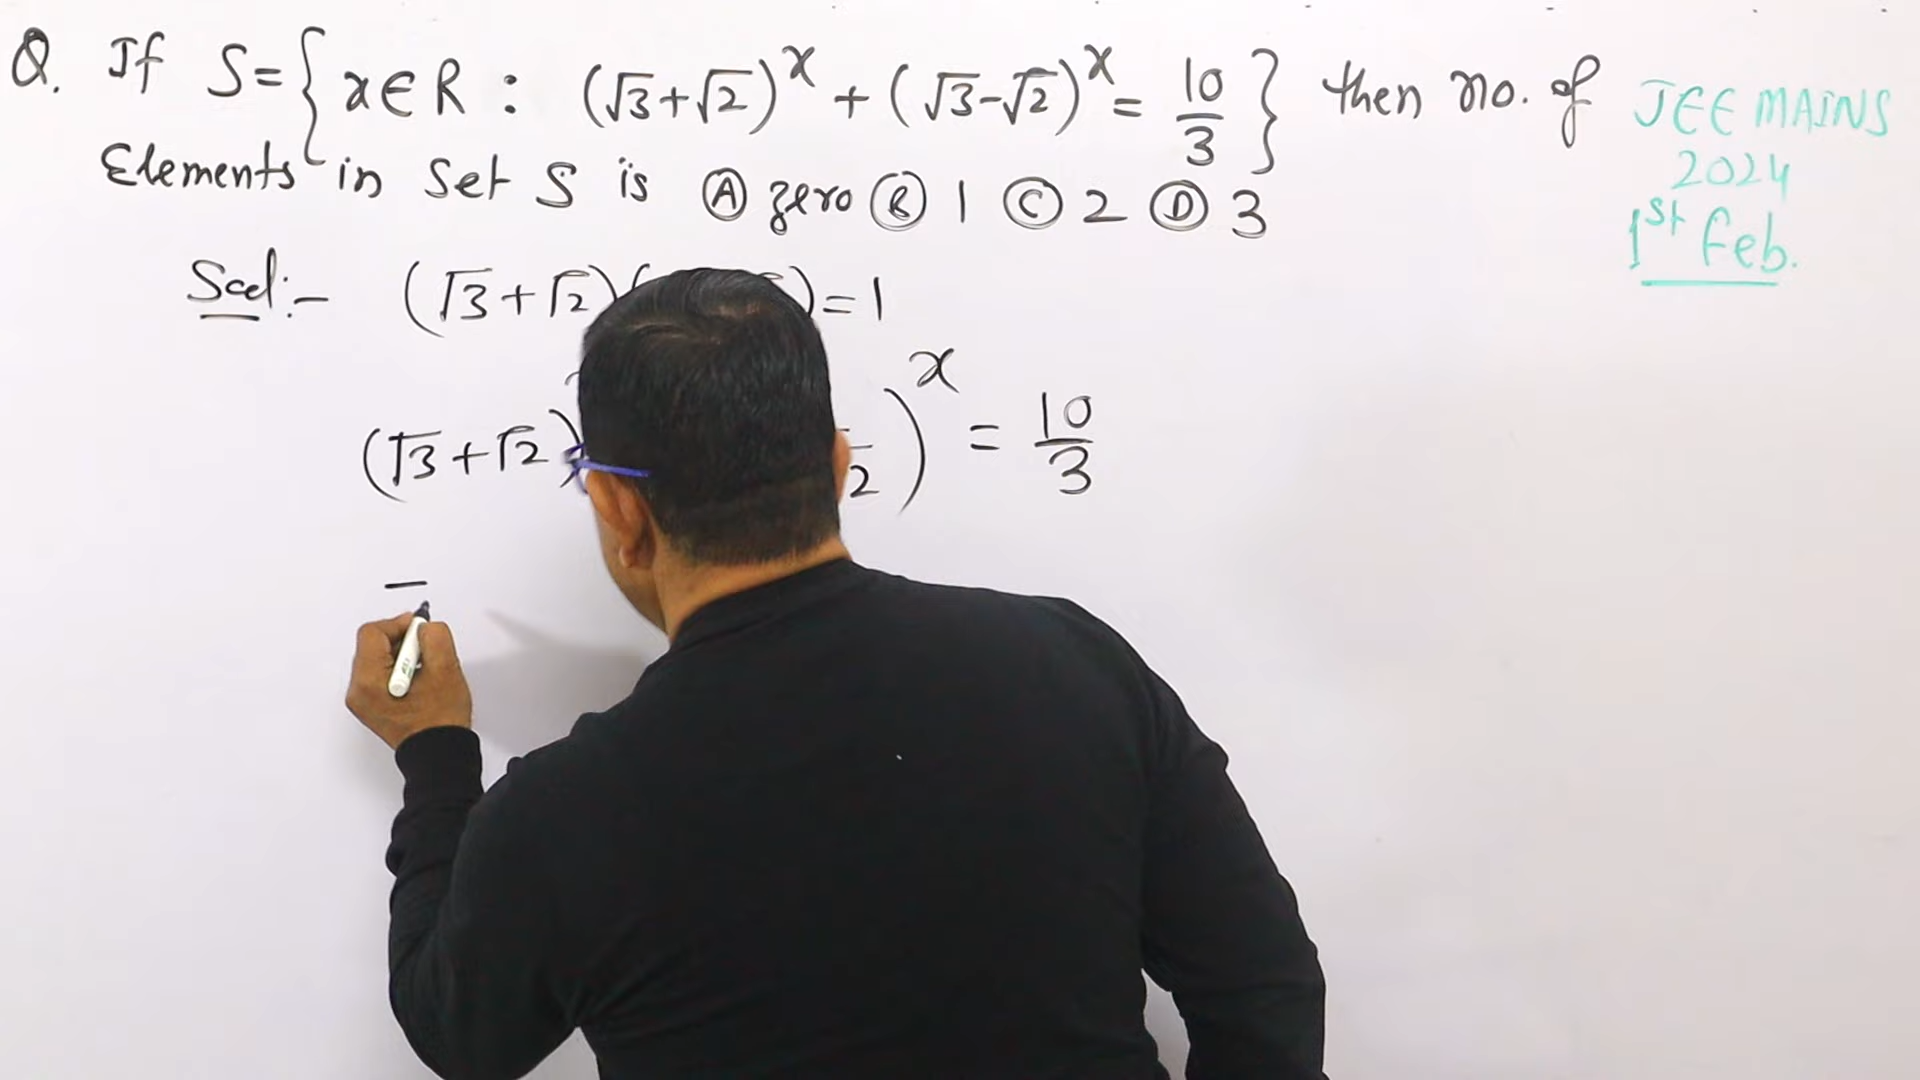 Q. If S={ x∈R : (√3+√2)^x + (√3-√2)^x = 10/3 } then no. of
Elements in Set S is Ⓐ zero Ⓑ 1 Ⓒ 2 Ⓓ 3
JEE MAINS
2024
1st Feb.
Sol:- (√3+√2)( )=1
(√3+√2) 2)^x = 10/3